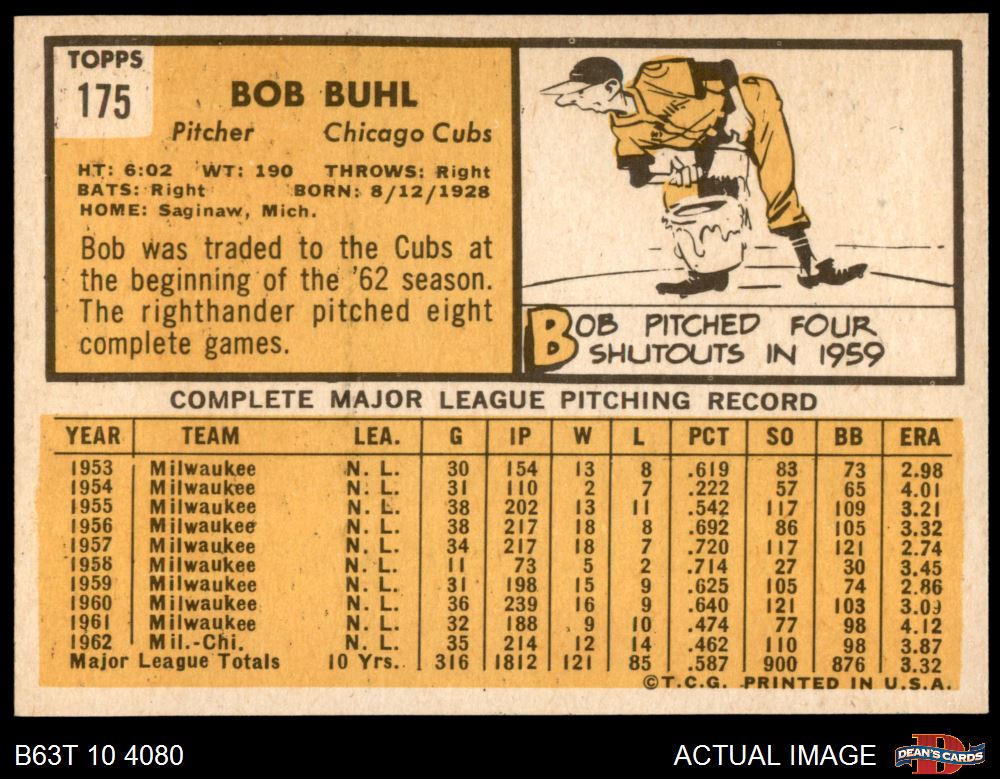 TOPPS
175
BOB BUHL
Pitcher Chicago Cubs
HT: 6:02 WT: 190 THROWS: Right
BATS: Right BORN: 8/12/1928
HOME: Saginaw, Mich.
Bob was traded to the Cubs at
the beginning of the '62 season.
The righthander pitched eight
complete games.
BOB PITCHED FOUR
SHUTOUTS IN 1959
COMPLETE MAJOR LEAGUE PITCHING RECORD
YEAR TEAM LEA. G IP W L PCT SO BB ERA
1953 Milwaukee N. L. 30 154 13 8 .619 83 73 2.98
1954 Milwaukee N. L. 31 110 2 7 .222 57 65 4.01
1955 Milwaukee N. L. 38 202 13 11 .542 117 109 3.21
1956 Milwaukee N. L. 38 217 18 8 .692 86 105 3.32
1957 Milwaukee N. L. 34 217 18 7 .720 117 121 2.74
1958 Milwaukee N. L. 11 73 5 2 .714 27 30 3.45
1959 Milwaukee N. L. 31 198 15 9 .625 105 74 2.86
1960 Milwaukee N. L. 36 239 16 9 .640 121 103 3.09
1961 Milwaukee N. L. 32 188 9 10 .474 77 98 4.12
1962 Mil.-Chi. N. L. 35 214 12 14 .462 110 98 3.87
Major League Totals 10 Yrs. 316 1812 121 85 .587 900 876 3.32
©T.C.G. PRINTED IN U.S.A.
B63T 10 4080
ACTUAL IMAGE
DEAN'S CARDS